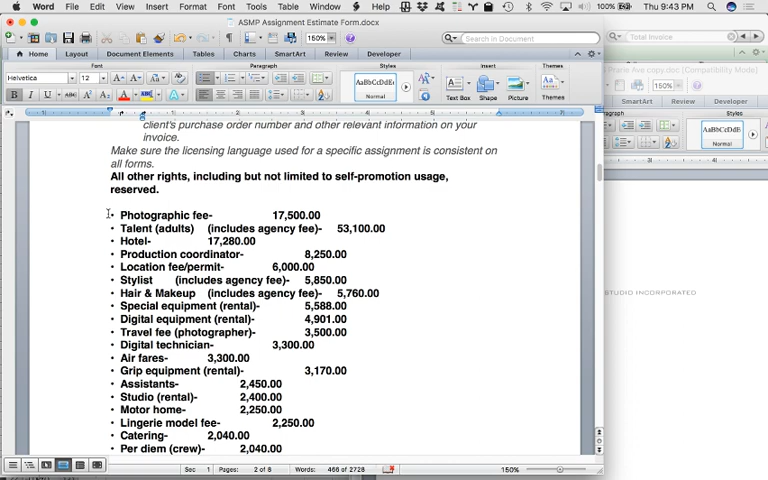 Word File Edit View Insert Format Font Tools Table Window Help 100% Thu 9:43 PM
ASMP Assignment Estimate Form.docx
150%
Search in Document
Total Invoice
Home Layout Document Elements Tables Charts SmartArt Review Developer
Prarie Ave copy.doc [Compatibility Mode]
150%
Font Paragraph Styles Insert Themes
SmartArt Review Developer
Helvetica 12
AaBbCcDdE
Normal
Text Box Shape Picture Themes
Styles
AaBbCcDdE
Normal
client's purchase order number and other relevant information on your
invoice.
Make sure the licensing language used for a specific assignment is consistent on
all forms.
All other rights, including but not limited to self-promotion usage,
reserved.
• Photographic fee- 17,500.00
• Talent (adults) (includes agency fee)- 53,100.00
• Hotel- 17,280.00
• Production coordinator- 8,250.00
• Location fee/permit- 6,000.00
• Stylist (includes agency fee)- 5,850.00
• Hair & Makeup (includes agency fee)- 5,760.00
• Special equipment (rental)- 5,588.00
• Digital equipment (rental)- 4,901.00
• Travel fee (photographer)- 3,500.00
• Digital technician- 3,300.00
• Air fares- 3,300.00
• Grip equipment (rental)- 3,170.00
• Assistants- 2,450.00
• Studio (rental)- 2,400.00
• Motor home- 2,250.00
• Lingerie model fee- 2,250.00
• Catering- 2,040.00
• Per diem (crew)- 2,040.00
STUDIO INCORPORATED
Sec 1 Pages: 2 of 8 Words: 466 of 2728 150%